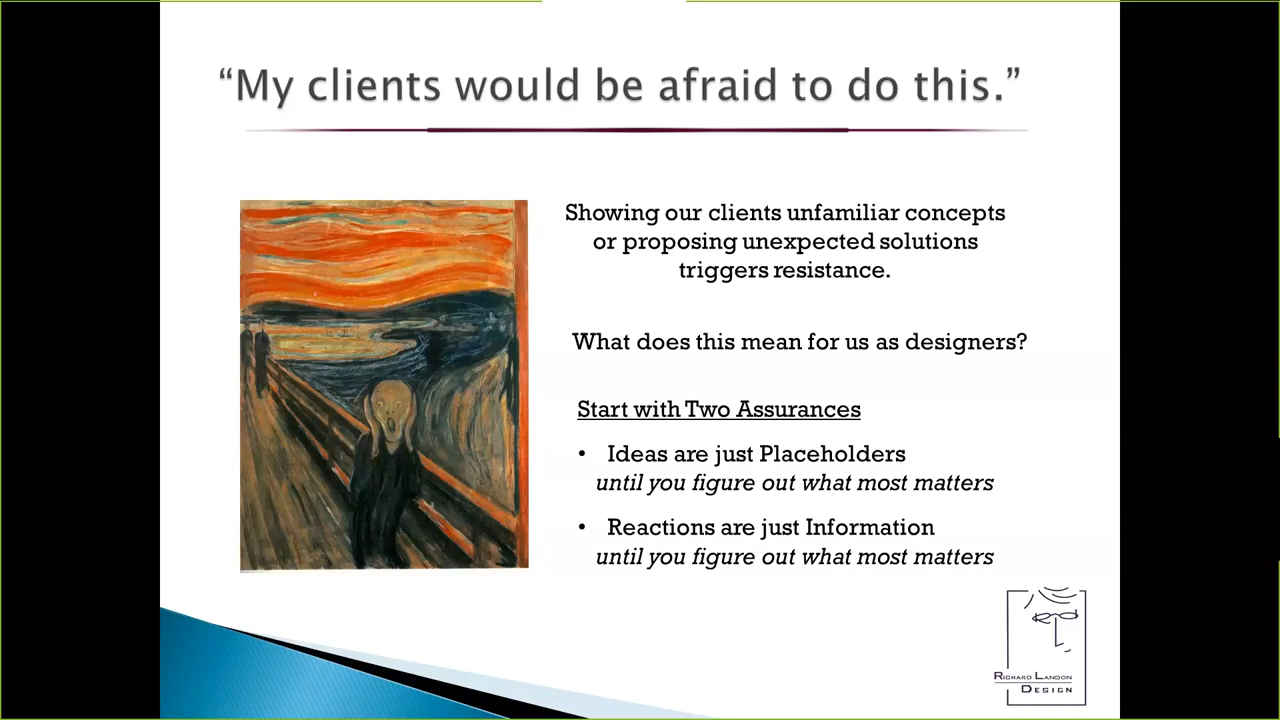 “My clients would be afraid to do this.”
Showing our clients unfamiliar concepts
or proposing unexpected solutions
triggers resistance.
What does this mean for us as designers?
Start with Two Assurances
• Ideas are just Placeholders
until you figure out what most matters
• Reactions are just Information
until you figure out what most matters
RICHARD LANDON
DESIGN